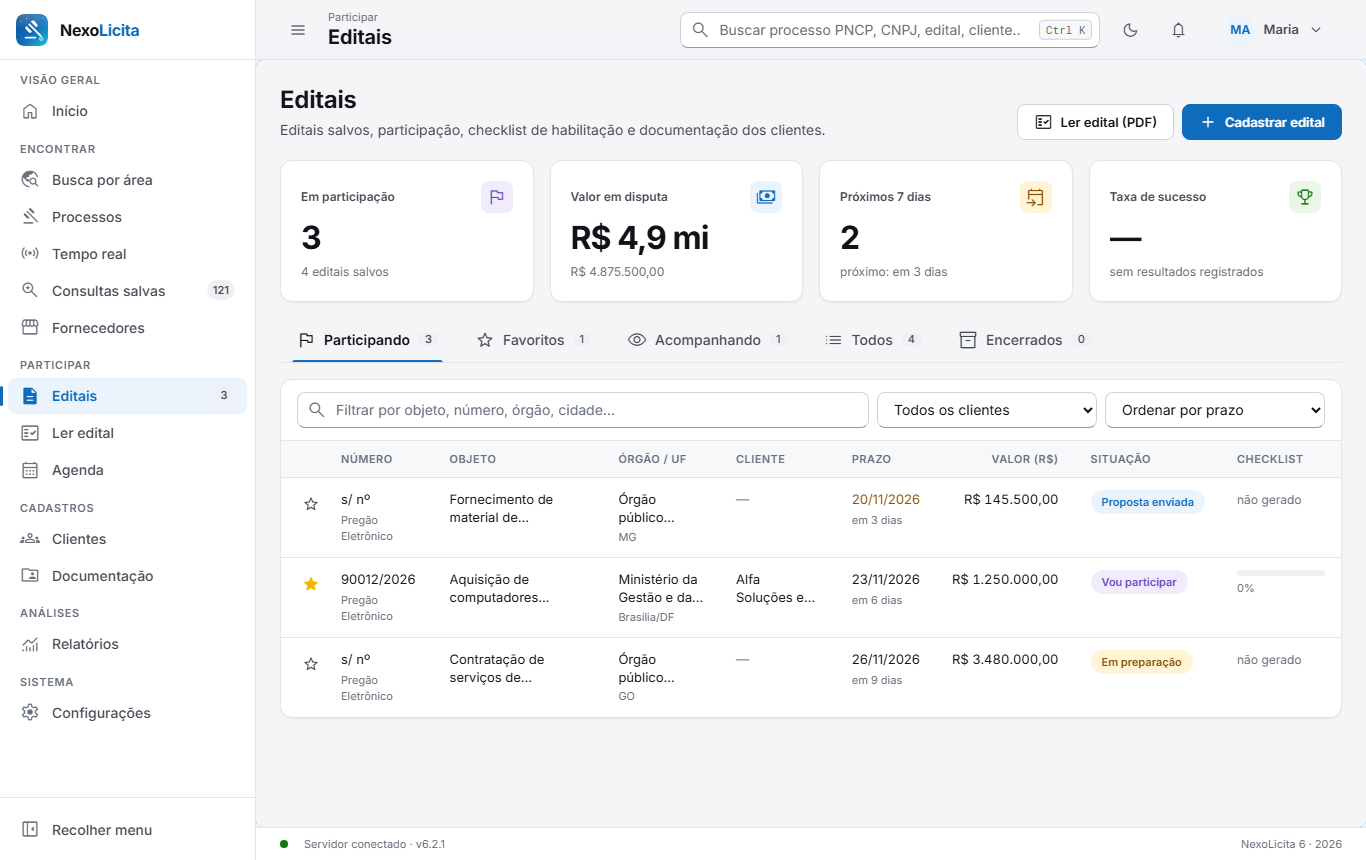 NexoLicita
VISÃO GERAL
Início
ENCONTRAR
Busca por área
Processos
Tempo real
Consultas salvas 121
Fornecedores
PARTICIPAR
Editais 3
Ler edital
Agenda
CADASTROS
Clientes
Documentação
ANÁLISES
Relatórios
SISTEMA
Configurações
Recolher menu
Participar
Editais
Buscar processo PNCP, CNPJ, edital, cliente.. Ctrl K
MA Maria
Editais
Editais salvos, participação, checklist de habilitação e documentação dos clientes.
Ler edital (PDF)
Cadastrar edital
Em participação
3
4 editais salvos
Valor em disputa
R$ 4,9 mi
R$ 4.875.500,00
Próximos 7 dias
2
próximo: em 3 dias
Taxa de sucesso
—
sem resultados registrados
Participando 3 Favoritos 1 Acompanhando 1 Todos 4 Encerrados 0
Filtrar por objeto, número, órgão, cidade... Todos os clientes Ordenar por prazo
NÚMERO OBJETO ÓRGÃO / UF CLIENTE PRAZO VALOR (R$) SITUAÇÃO CHECKLIST
s/ nº
Pregão
Eletrônico
Fornecimento de
material de...
Órgão
público...
MG
—
20/11/2026
em 3 dias
R$ 145.500,00
Proposta enviada
não gerado
90012/2026
Pregão
Eletrônico
Aquisição de
computadores...
Ministério da
Gestão e da...
Brasília/DF
Alfa
Soluções e...
23/11/2026
em 6 dias
R$ 1.250.000,00
Vou participar
0%
s/ nº
Pregão
Eletrônico
Contratação de
serviços de...
Órgão
público...
GO
—
26/11/2026
em 9 dias
R$ 3.480.000,00
Em preparação
não gerado
Servidor conectado · v6.2.1
NexoLicita 6 · 2026